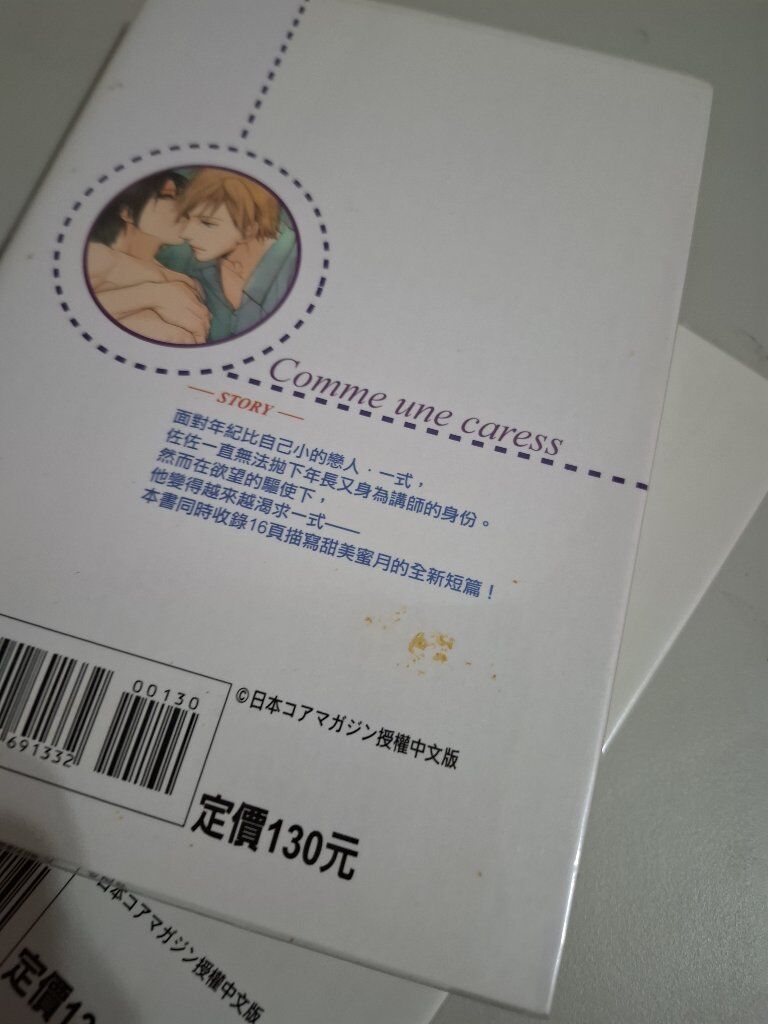 Comme une caress
— STORY —
面對年紀比自己小的戀人．一式，
佐佐一直無法拋下年長又身為講師的身份。
然而在欲望的驅使下，
他變得越來越渴求一式——
本書同時收錄16頁描寫甜美蜜月的全新短篇！
00130
691332
©日本コアマガジン授權中文版
定價130元
©日本コアマガジン授權中文版
定價13